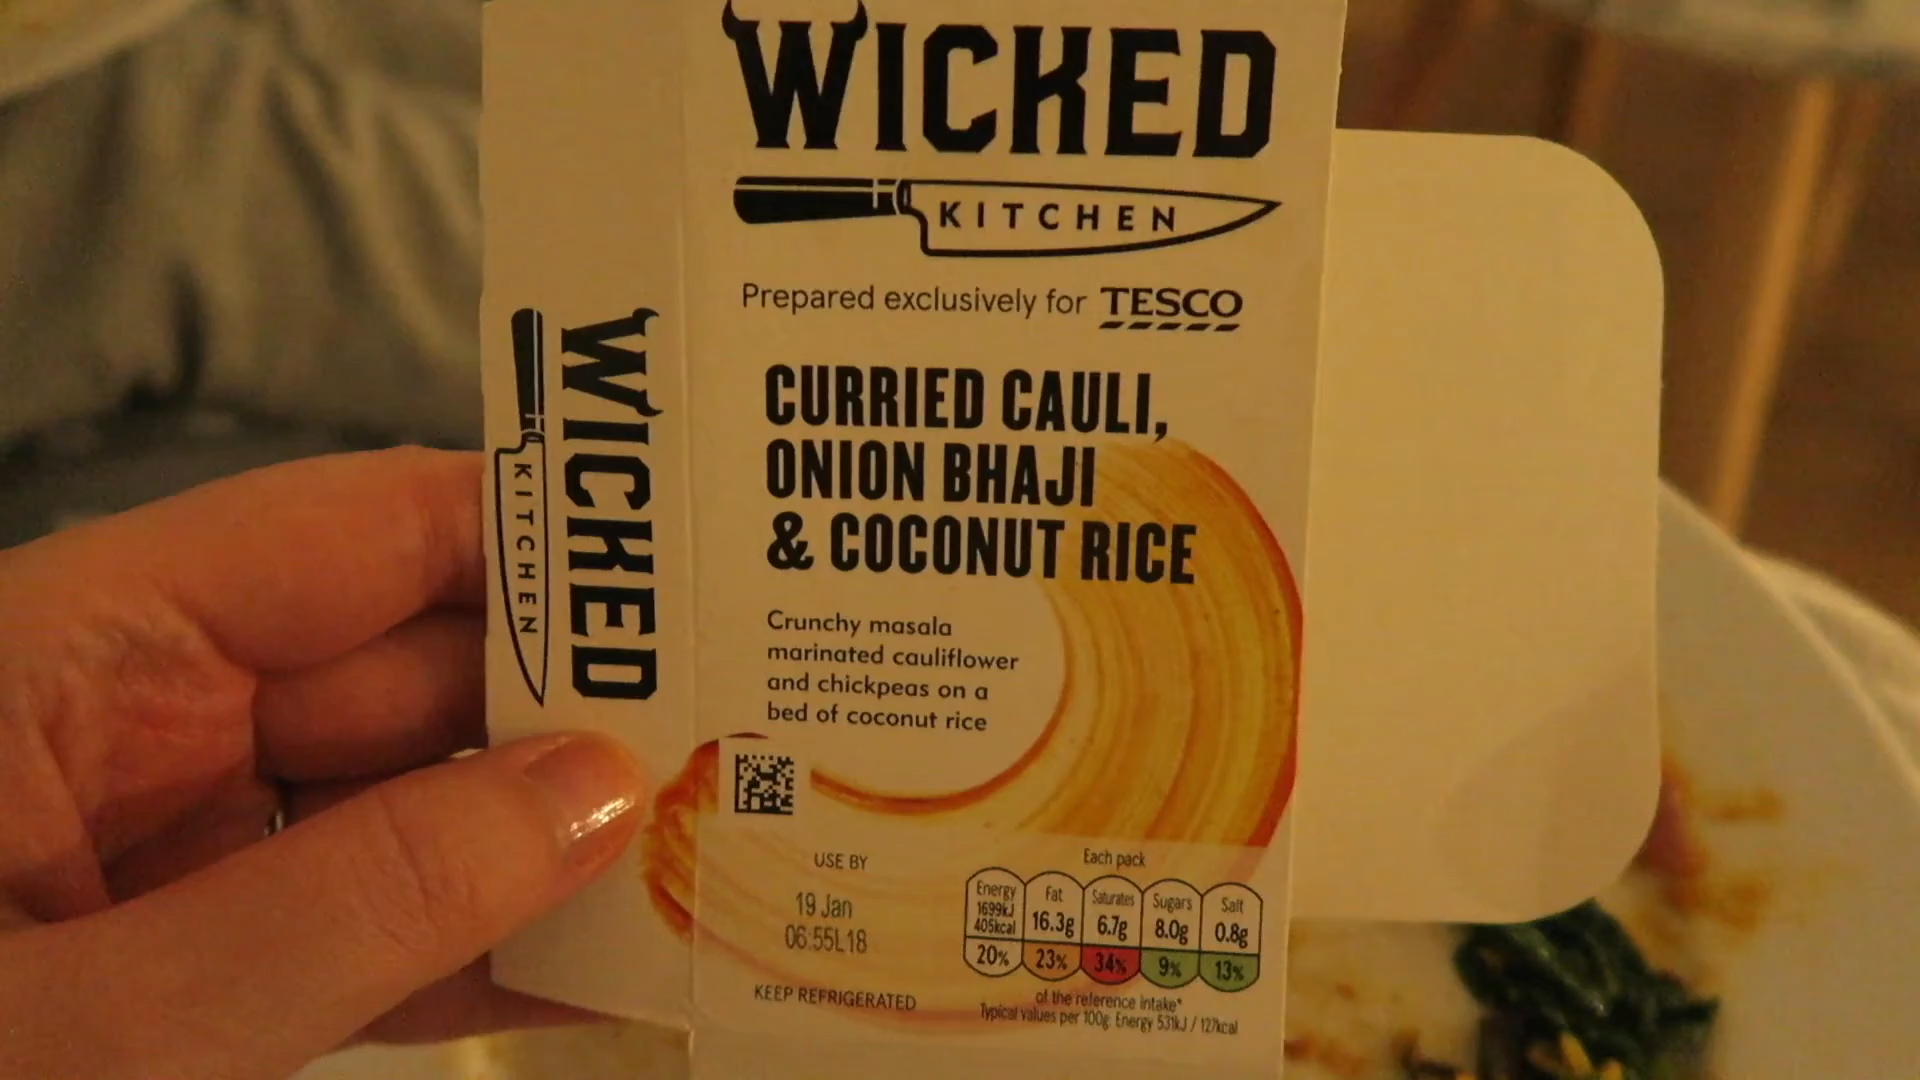 WICKED
KITCHEN
Prepared exclusively for TESCO
CURRIED CAULI,
ONION BHAJI
& COCONUT RICE
Crunchy masala
marinated cauliflower
and chickpeas on a
bed of coconut rice
USE BY
19 Jan
06:55L18
KEEP REFRIGERATED
Each pack
Energy
1699kJ
405kcal
20%
Fat
16.3g
23%
Saturates
6.7g
34%
Sugars
8.0g
9%
Salt
0.8g
13%
of the reference intake*
Typical values per 100g: Energy 531kJ / 127kcal
WICKED
KITCHEN